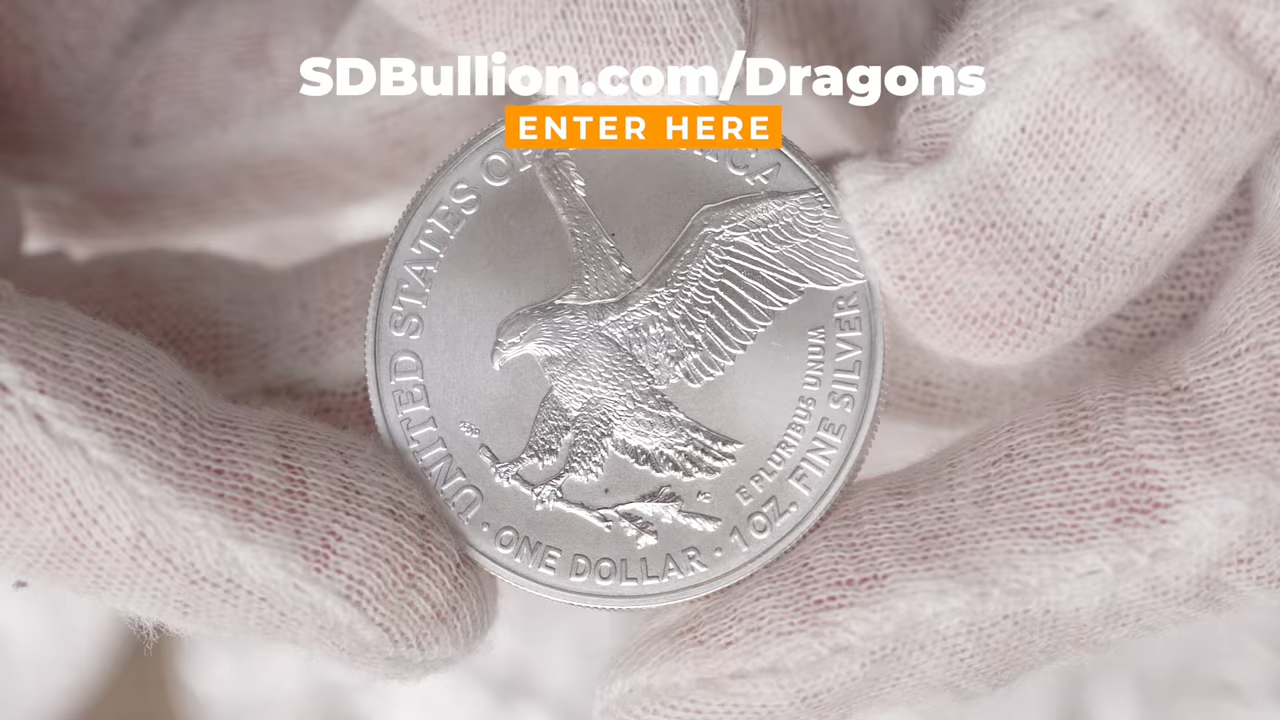 SDBullion.com/Dragons
ENTER HERE
UNITED STATES OF
E PLURIBUS UNUM
1 OZ. FINE SILVER
· ONE DOLLAR ·